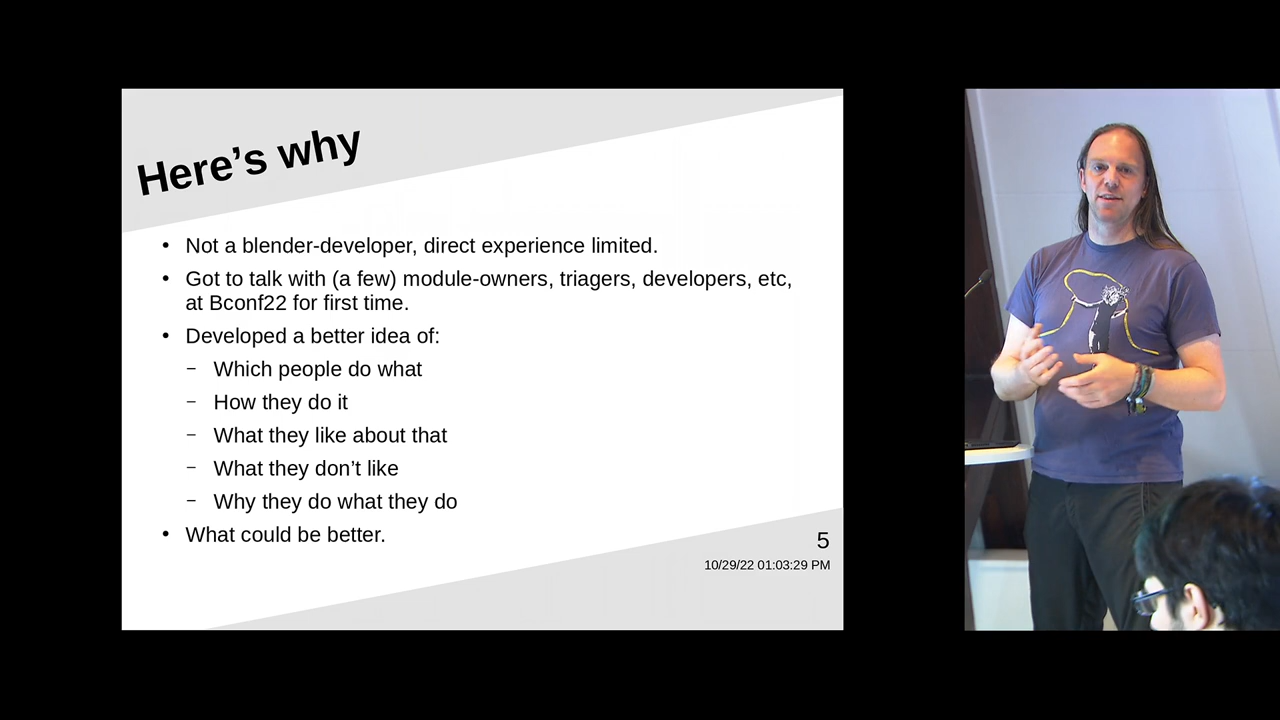 Here’s why
• Not a blender-developer, direct experience limited.
• Got to talk with (a few) module-owners, triagers, developers, etc,
at Bconf22 for first time.
• Developed a better idea of:
– Which people do what
– How they do it
– What they like about that
– What they don’t like
– Why they do what they do
• What could be better.
5
10/29/22 01:03:29 PM